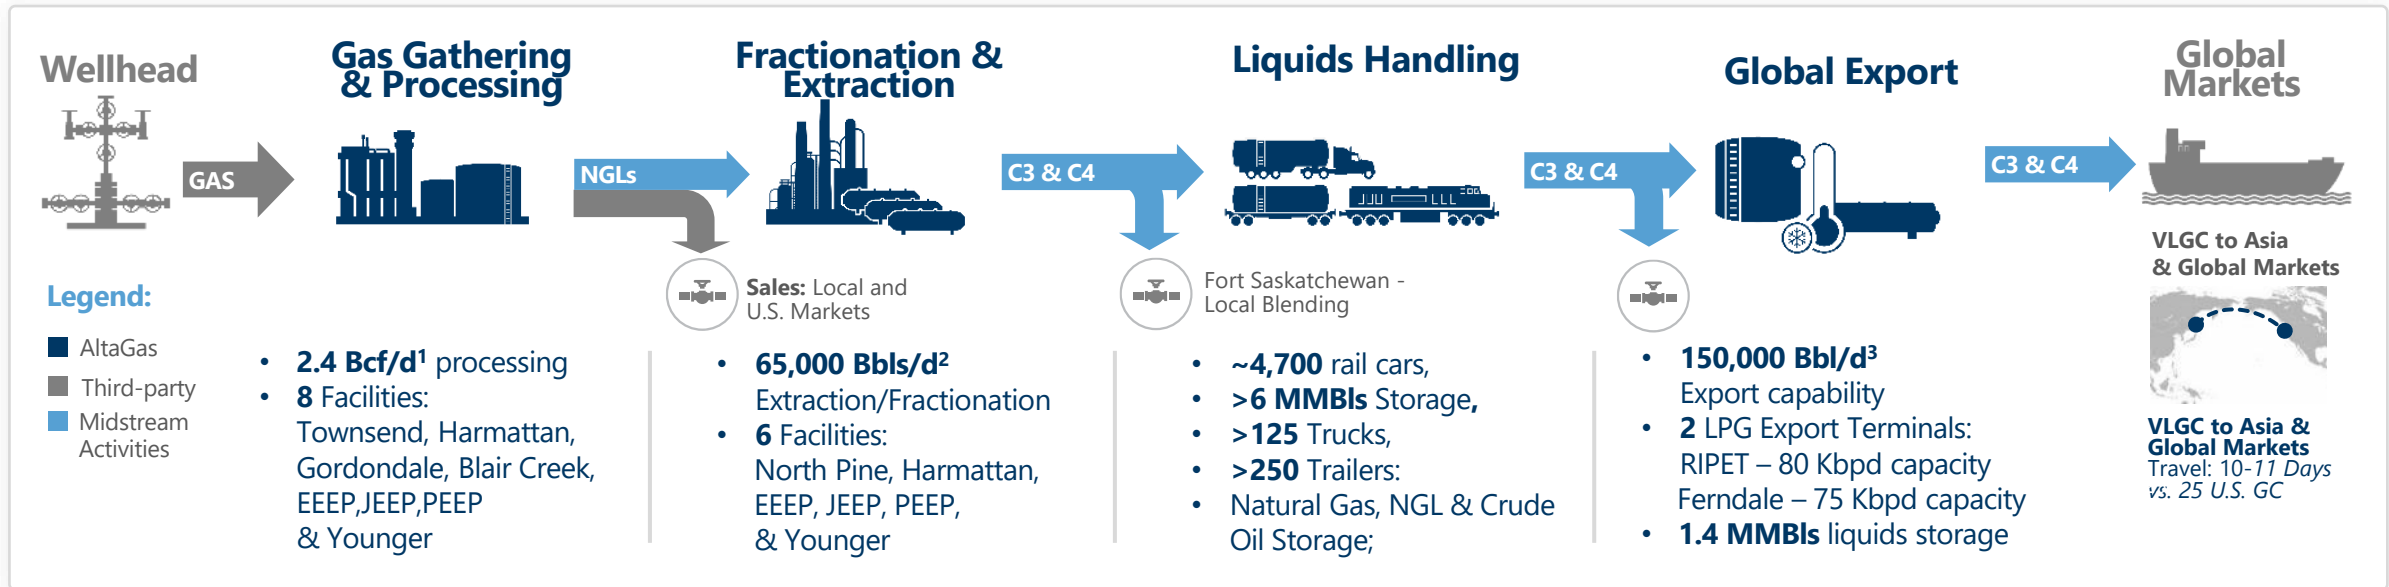 Wellhead
Gas Gathering
& Processing
Fractionation &
Extraction
Liquids Handling
Global Export
Global
Markets
GAS
NGLs
C3 & C4
C3 & C4
C3 & C4
Legend:
AltaGas
Third-party
Midstream
Activities
Sales: Local and
U.S. Markets
Fort Saskatchewan -
Local Blending
VLGC to Asia
& Global Markets
• 2.4 Bcf/d¹ processing
• 8 Facilities:
Townsend, Harmattan,
Gordondale, Blair Creek,
EEEP,JEEP,PEEP
& Younger
• 65,000 Bbls/d²
Extraction/Fractionation
• 6 Facilities:
North Pine, Harmattan,
EEEP, JEEP, PEEP,
& Younger
• ~4,700 rail cars,
• >6 MMBls Storage,
• >125 Trucks,
• >250 Trailers:
• Natural Gas, NGL & Crude
Oil Storage;
• 150,000 Bbl/d³
Export capability
• 2 LPG Export Terminals:
RIPET – 80 Kbpd capacity
Ferndale – 75 Kbpd capacity
• 1.4 MMBls liquids storage
VLGC to Asia &
Global Markets
Travel: 10-11 Days
vs. 25 U.S. GC